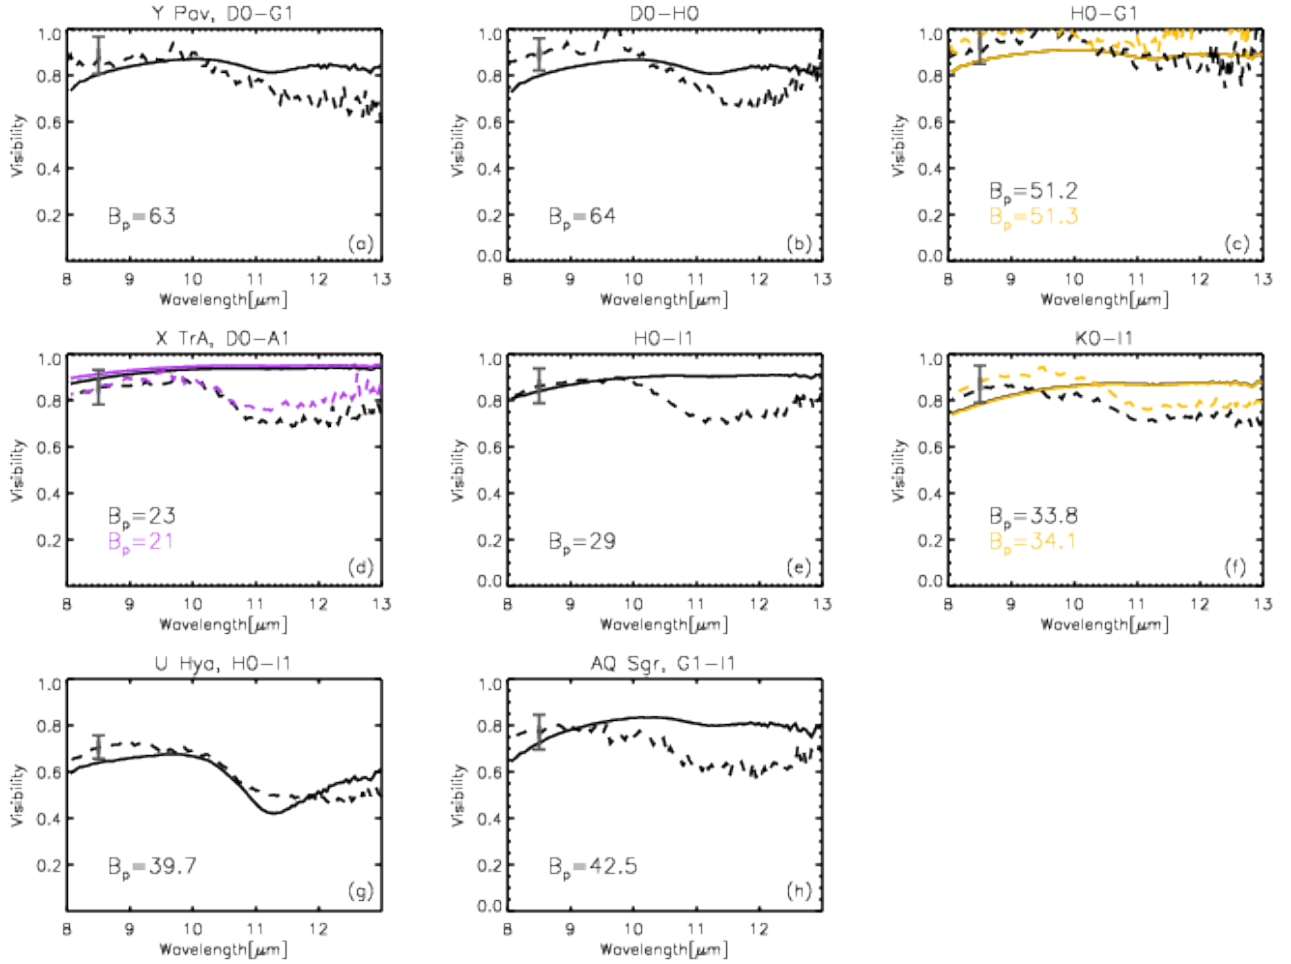 Y Pav, D0-G1
1.0
0.8
0.6
0.4
0.2
Visibility
B_p=63
(a)
8 9 10 11 12 13
Wavelength[μm]
D0-H0
1.0
0.8
0.6
0.4
0.2
0.0
Visibility
B_p=64
(b)
8 9 10 11 12 13
Wavelength[μm]
H0-G1
1.0
0.8
0.6
0.4
0.2
0.0
Visibility
B_p=51.2
B_p=51.3
(c)
8 9 10 11 12 13
Wavelength[μm]
X TrA, D0-A1
1.0
0.8
0.6
0.4
0.2
Visibility
B_p=23
B_p=21
(d)
8 9 10 11 12 13
Wavelength[μm]
H0-I1
1.0
0.8
0.6
0.4
0.2
0.0
Visibility
B_p=29
(e)
8 9 10 11 12 13
Wavelength[μm]
K0-I1
1.0
0.8
0.6
0.4
0.2
0.0
Visibility
B_p=33.8
B_p=34.1
(f)
8 9 10 11 12 13
Wavelength[μm]
U Hya, H0-I1
1.0
0.8
0.6
0.4
0.2
Visibility
B_p=39.7
(g)
8 9 10 11 12 13
Wavelength[μm]
AQ Sgr, G1-I1
1.0
0.8
0.6
0.4
0.2
0.0
Visibility
B_p=42.5
(h)
8 9 10 11 12 13
Wavelength[μm]